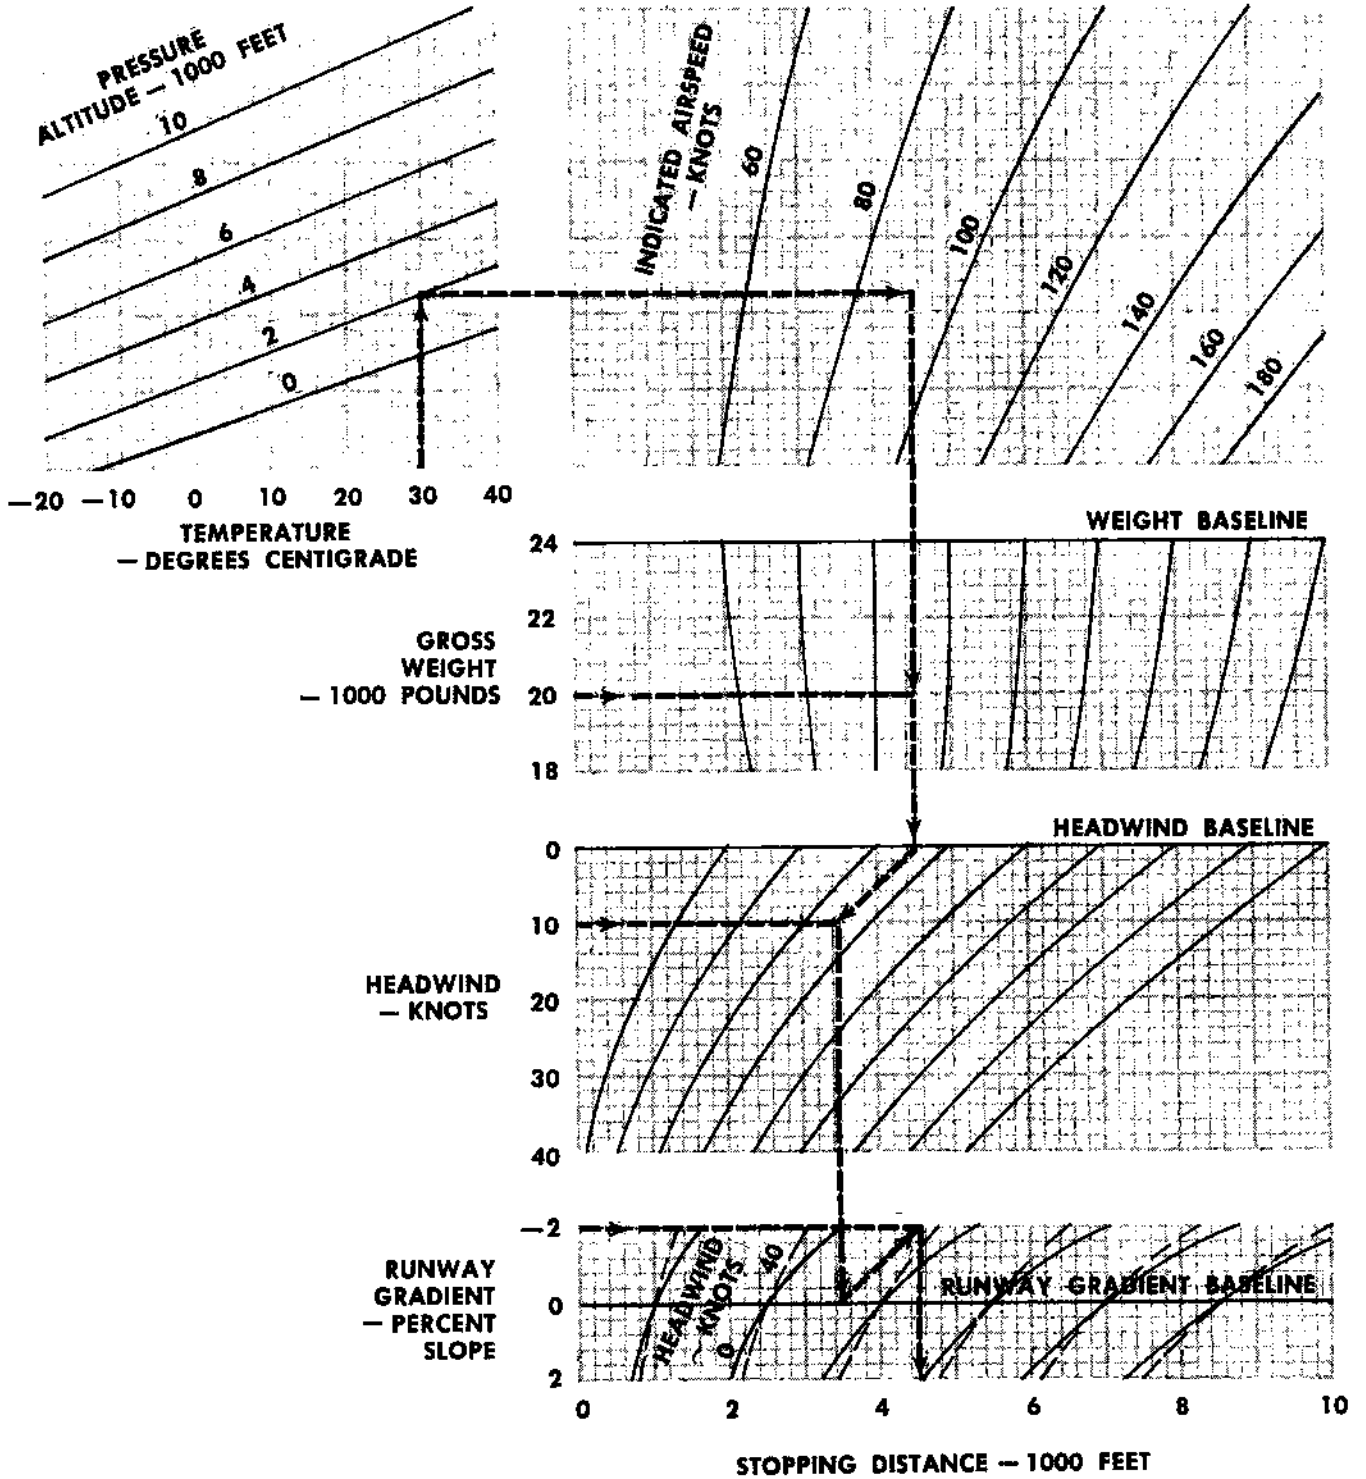 PRESSURE
ALTITUDE — 1000 FEET
10
8
6
4
2
0
—20 —10 0 10 20 30 40
TEMPERATURE
— DEGREES CENTIGRADE
INDICATED AIRSPEED
— KNOTS
60
80
100
120
140
160
180
WEIGHT BASELINE
24
22
20
18
GROSS
WEIGHT
— 1000 POUNDS
HEADWIND BASELINE
0
10
20
30
40
HEADWIND
— KNOTS
—2
0
2
RUNWAY
GRADIENT
— PERCENT
SLOPE
HEADWIND
~ KNOTS
0
40
RUNWAY GRADIENT BASELINE
0 2 4 6 8 10
STOPPING DISTANCE — 1000 FEET